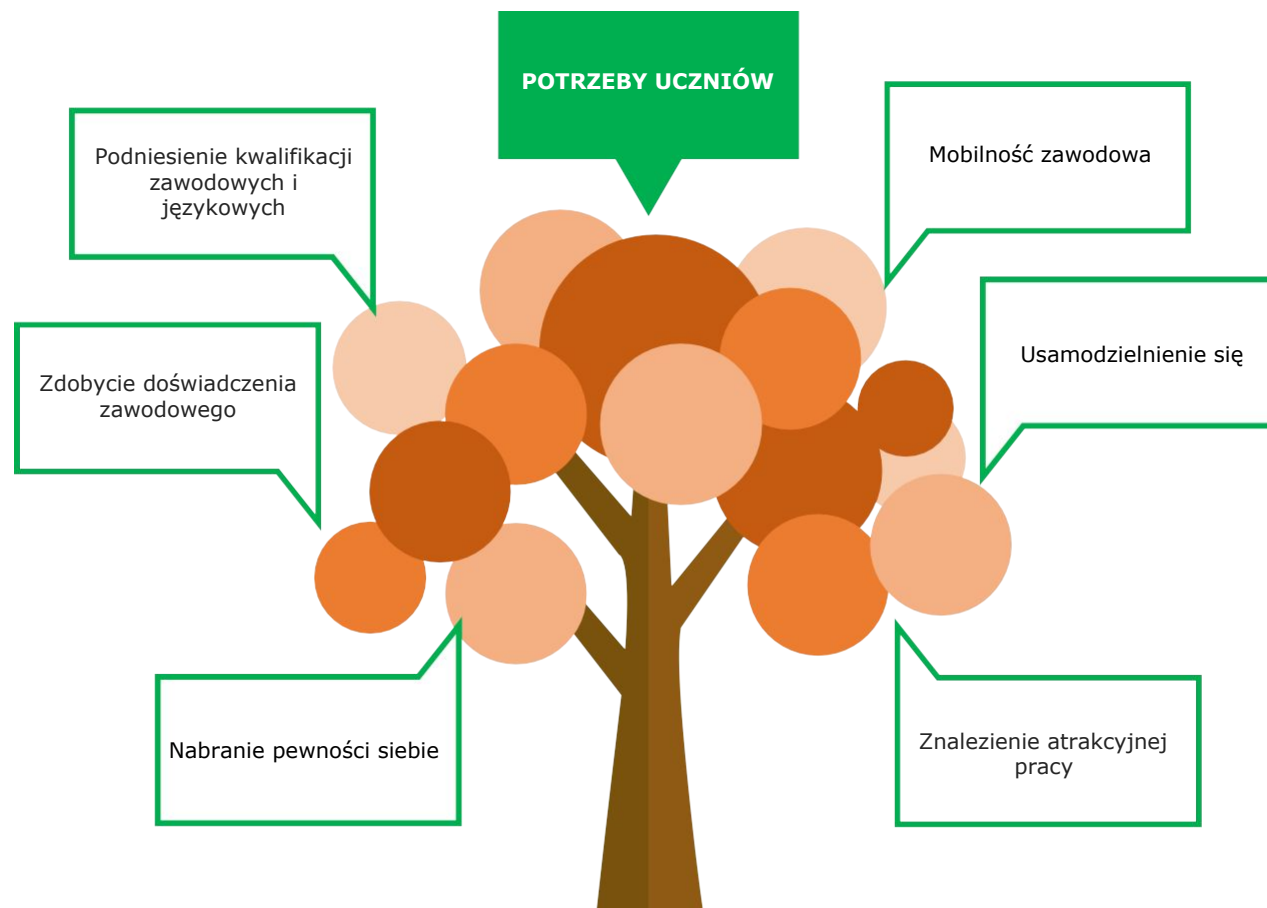 POTRZEBY UCZNIÓW
Podniesienie kwalifikacji
zawodowych i
językowych
Mobilność zawodowa
Zdobycie doświadczenia
zawodowego
Usamodzielnienie się
Nabranie pewności siebie
Znalezienie atrakcyjnej
pracy